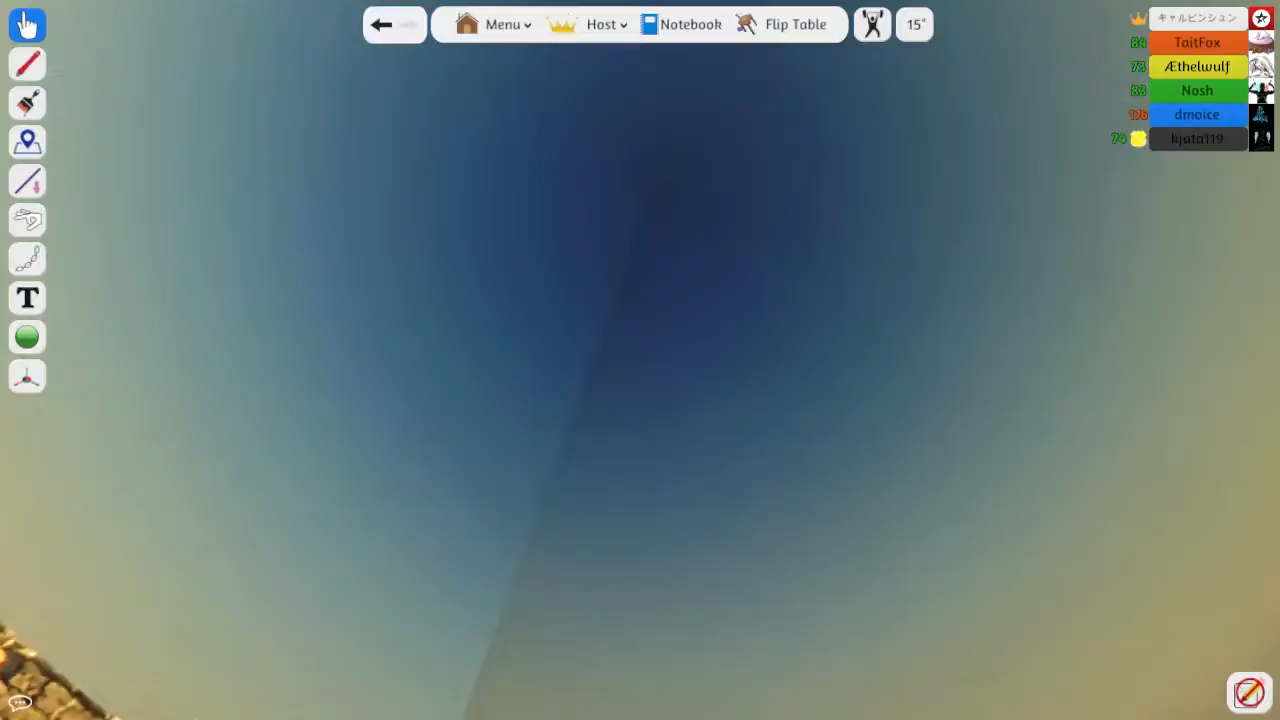 Menu
Host
Notebook
Flip Table
15°
キャルビンシュン
84 TaitFox
73 Æthelwulf
83 Nosh
176 dmoice
74 kjata119
T